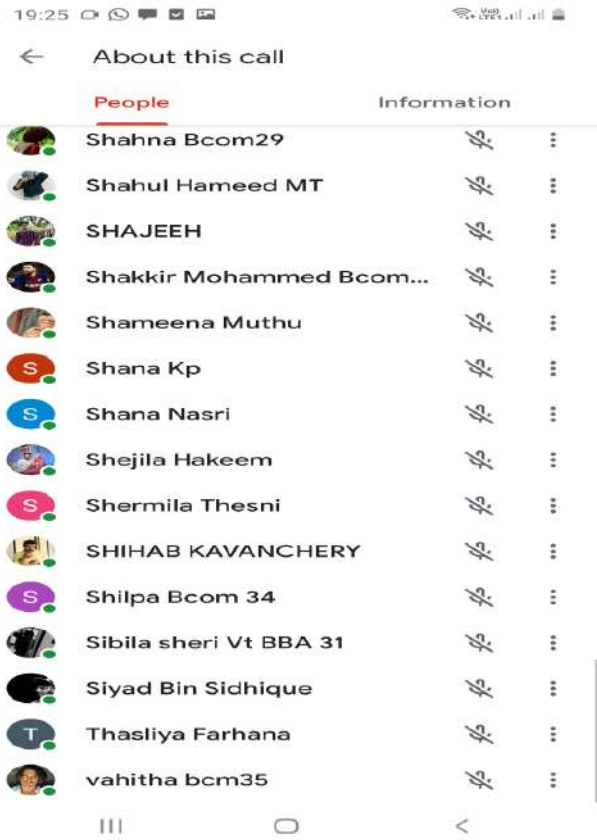 19:25
About this call
People Information
Shahna Bcom29
Shahul Hameed MT
SHAJEEH
Shakkir Mohammed Bcom...
Shameena Muthu
S Shana Kp
S Shana Nasri
Shejila Hakeem
S Shermila Thesni
SHIHAB KAVANCHERY
S Shilpa Bcom 34
Sibila sheri Vt BBA 31
Siyad Bin Sidhique
T Thasliya Farhana
vahitha bcm35